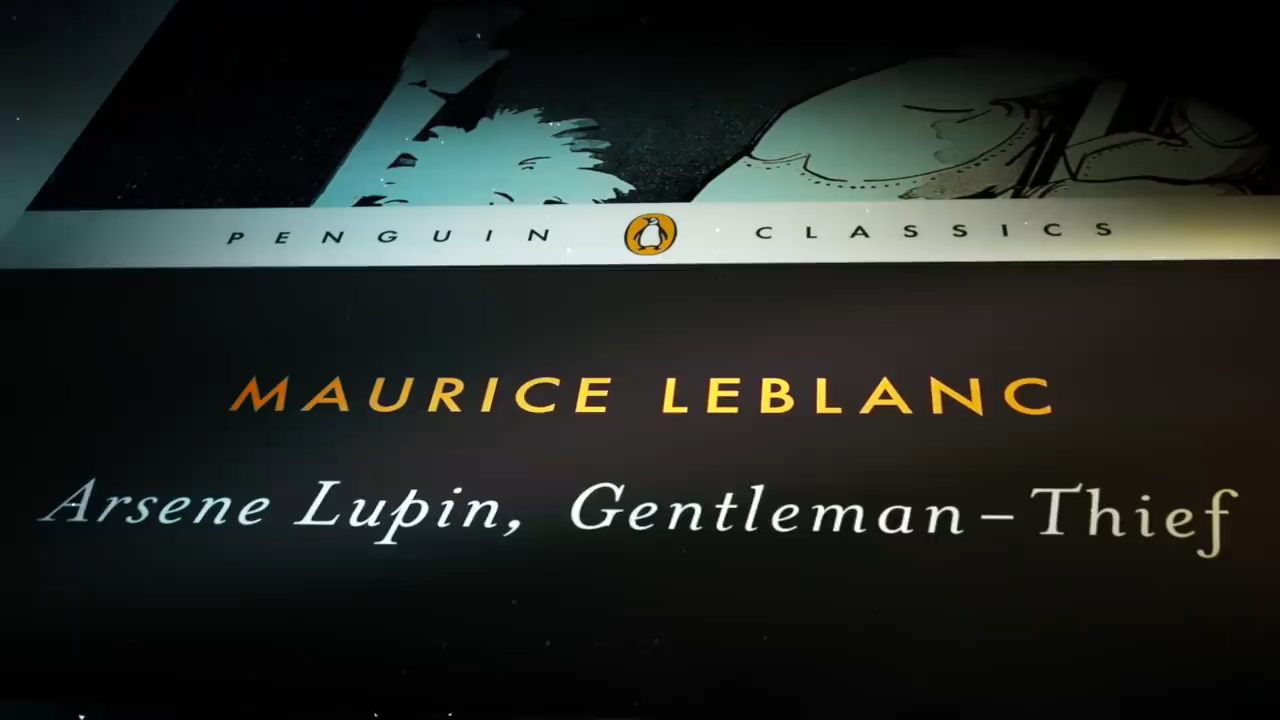 PENGUIN CLASSICS
MAURICE LEBLANC
Arsene Lupin, Gentleman–Thief